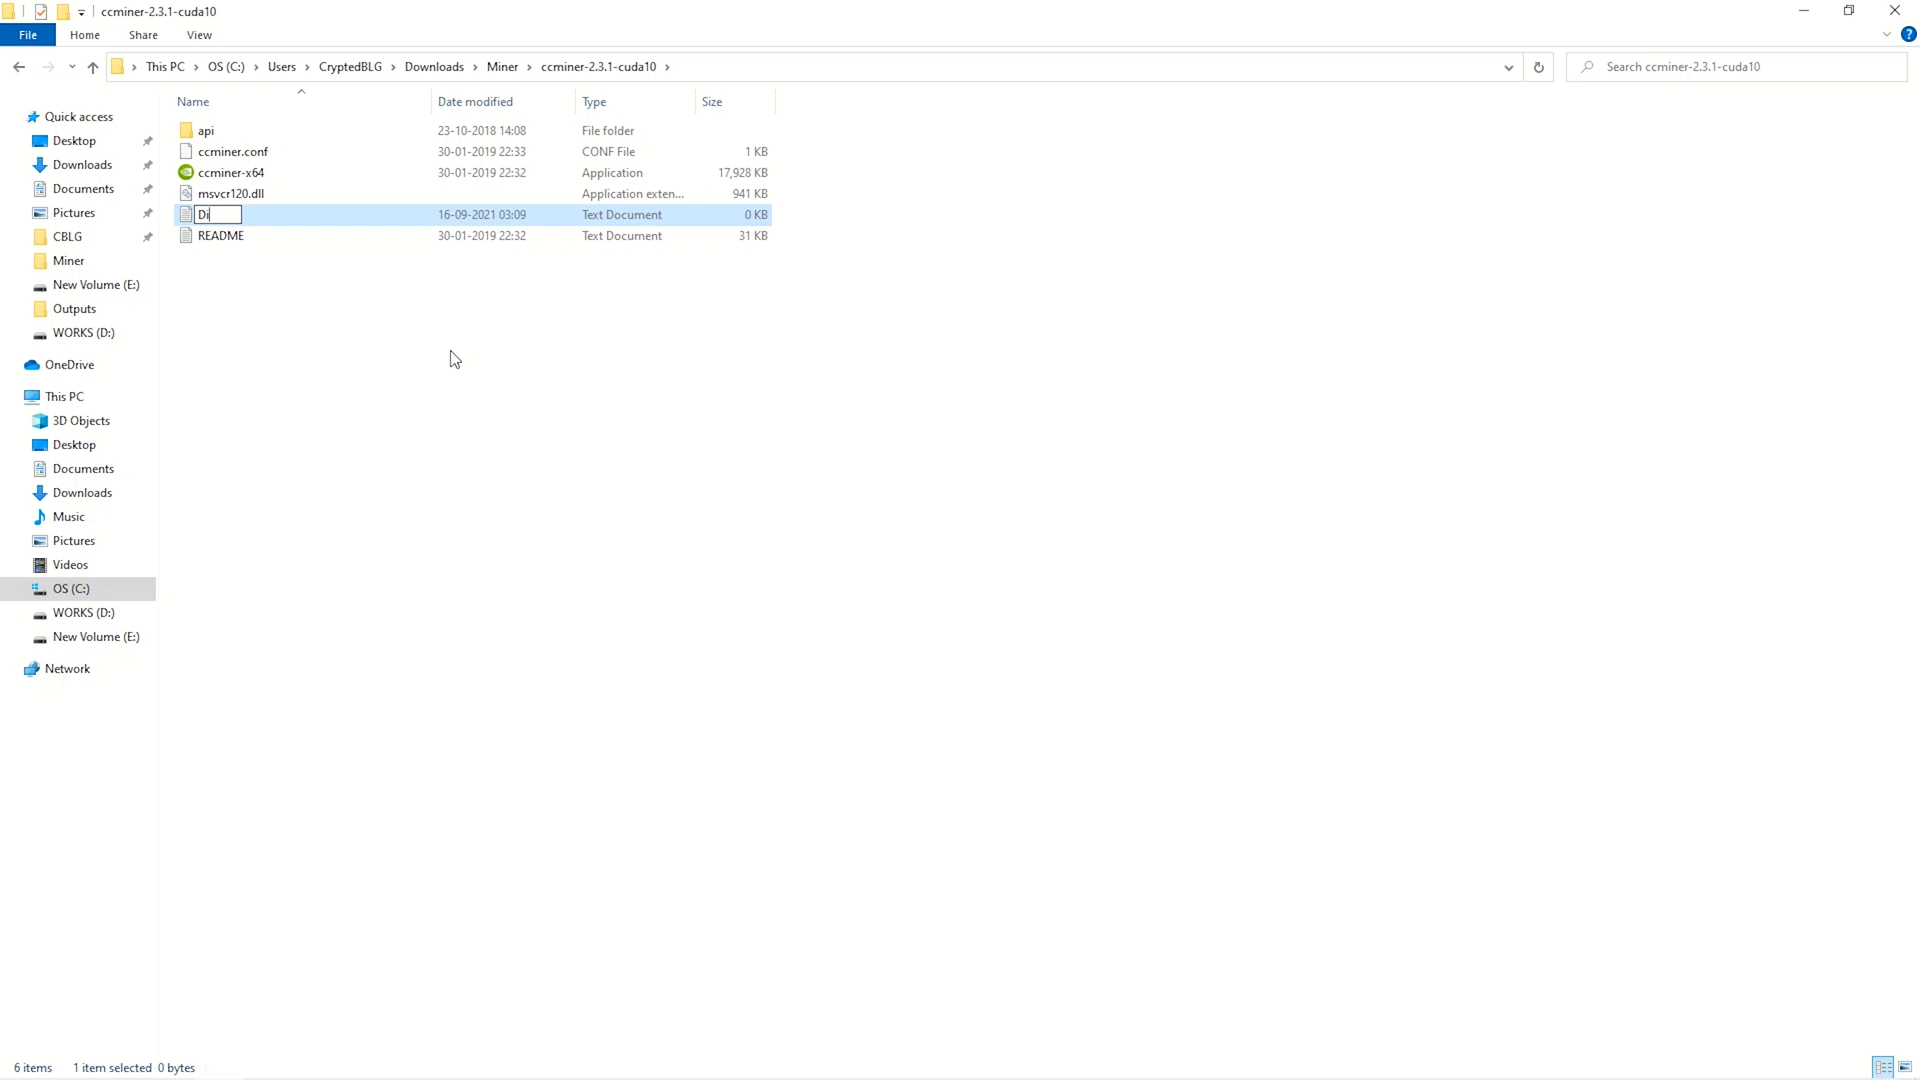 ccminer-2.3.1-cuda10
File Home Share View
This PC OS (C:) Users CryptedBLG Downloads Miner ccminer-2.3.1-cuda10
Search ccminer-2.3.1-cuda10
Name Date modified Type Size
api 23-10-2018 14:08 File folder
ccminer.conf 30-01-2019 22:33 CONF File 1 KB
ccminer-x64 30-01-2019 22:32 Application 17,928 KB
msvcr120.dll Application exten... 941 KB
Di 16-09-2021 03:09 Text Document 0 KB
README 30-01-2019 22:32 Text Document 31 KB
Quick access
Desktop
Downloads
Documents
Pictures
CBLG
Miner
New Volume (E:)
Outputs
WORKS (D:)
OneDrive
This PC
3D Objects
Desktop
Documents
Downloads
Music
Pictures
Videos
OS (C:)
WORKS (D:)
New Volume (E:)
Network
6 items 1 item selected 0 bytes